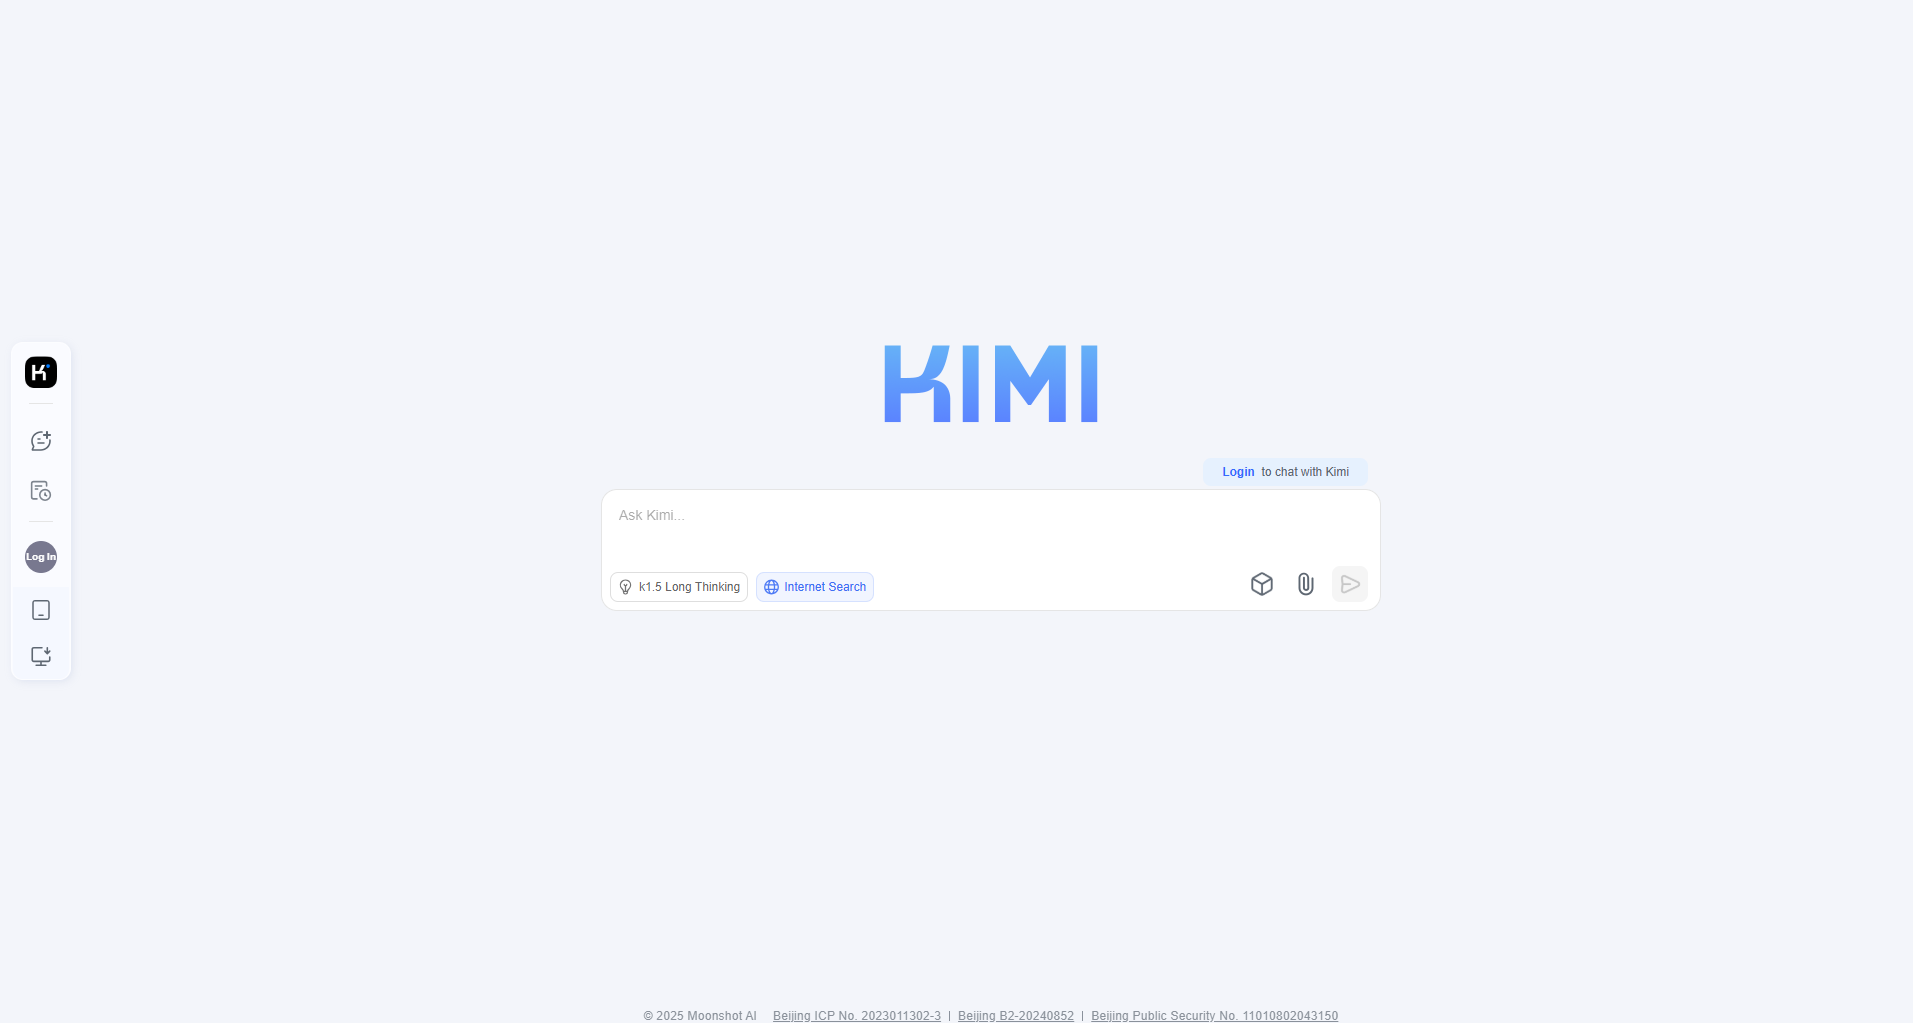 KIMI
Login to chat with Kimi
Ask Kimi...
k1.5 Long Thinking
Internet Search
K
Log In
© 2025 Moonshot AI Beijing ICP No. 2023011302-3 | Beijing B2-20240852 | Beijing Public Security No. 11010802043150